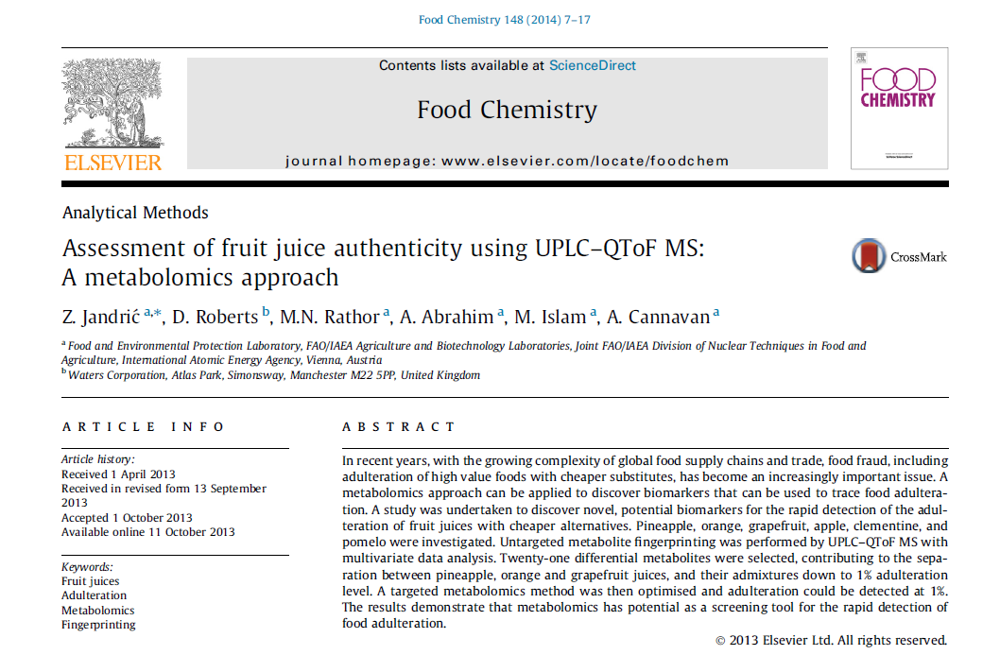 Food Chemistry 148 (2014) 7–17
Contents lists available at ScienceDirect
Food Chemistry
journal homepage: www.elsevier.com/locate/foodchem
ELSEVIER
FOOD
CHEMISTRY
Analytical Methods
Assessment of fruit juice authenticity using UPLC–QToF MS:
A metabolomics approach
CrossMark
Z. Jandrić a,*, D. Roberts b, M.N. Rathor a, A. Abrahim a, M. Islam a, A. Cannavan a
a Food and Environmental Protection Laboratory, FAO/IAEA Agriculture and Biotechnology Laboratories, Joint FAO/IAEA Division of Nuclear Techniques in Food and
Agriculture, International Atomic Energy Agency, Vienna, Austria
b Waters Corporation, Atlas Park, Simonsway, Manchester M22 5PP, United Kingdom
ARTICLE INFO
Article history:
Received 1 April 2013
Received in revised form 13 September
2013
Accepted 1 October 2013
Available online 11 October 2013
Keywords:
Fruit juices
Adulteration
Metabolomics
Fingerprinting
ABSTRACT
In recent years, with the growing complexity of global food supply chains and trade, food fraud, including
adulteration of high value foods with cheaper substitutes, has become an increasingly important issue. A
metabolomics approach can be applied to discover biomarkers that can be used to trace food adultera-
tion. A study was undertaken to discover novel, potential biomarkers for the rapid detection of the adul-
teration of fruit juices with cheaper alternatives. Pineapple, orange, grapefruit, apple, clementine, and
pomelo were investigated. Untargeted metabolite fingerprinting was performed by UPLC–QToF MS with
multivariate data analysis. Twenty-one differential metabolites were selected, contributing to the sepa-
ration between pineapple, orange and grapefruit juices, and their admixtures down to 1% adulteration
level. A targeted metabolomics method was then optimised and adulteration could be detected at 1%.
The results demonstrate that metabolomics has potential as a screening tool for the rapid detection of
food adulteration.
© 2013 Elsevier Ltd. All rights reserved.